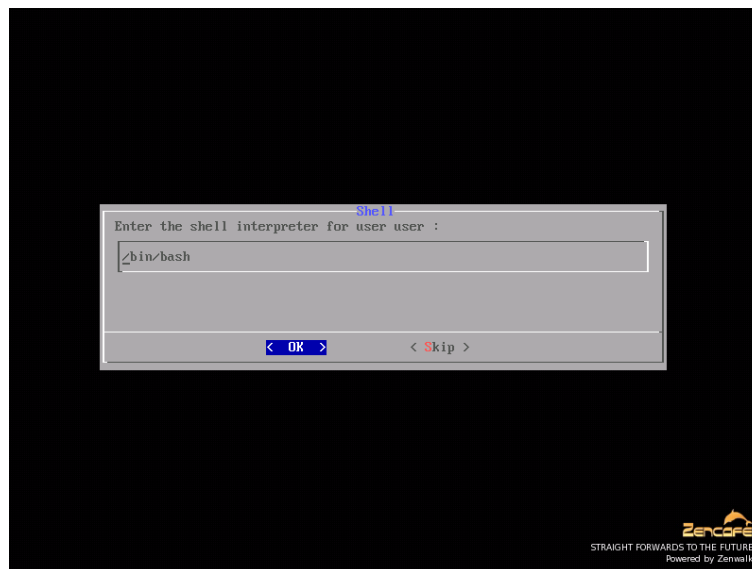 Shell
Enter the shell interpreter for user user :
/bin/bash
< OK > < Skip >
Zencafe
STRAIGHT FORWARDS TO THE FUTURE
Powered by Zenwalk